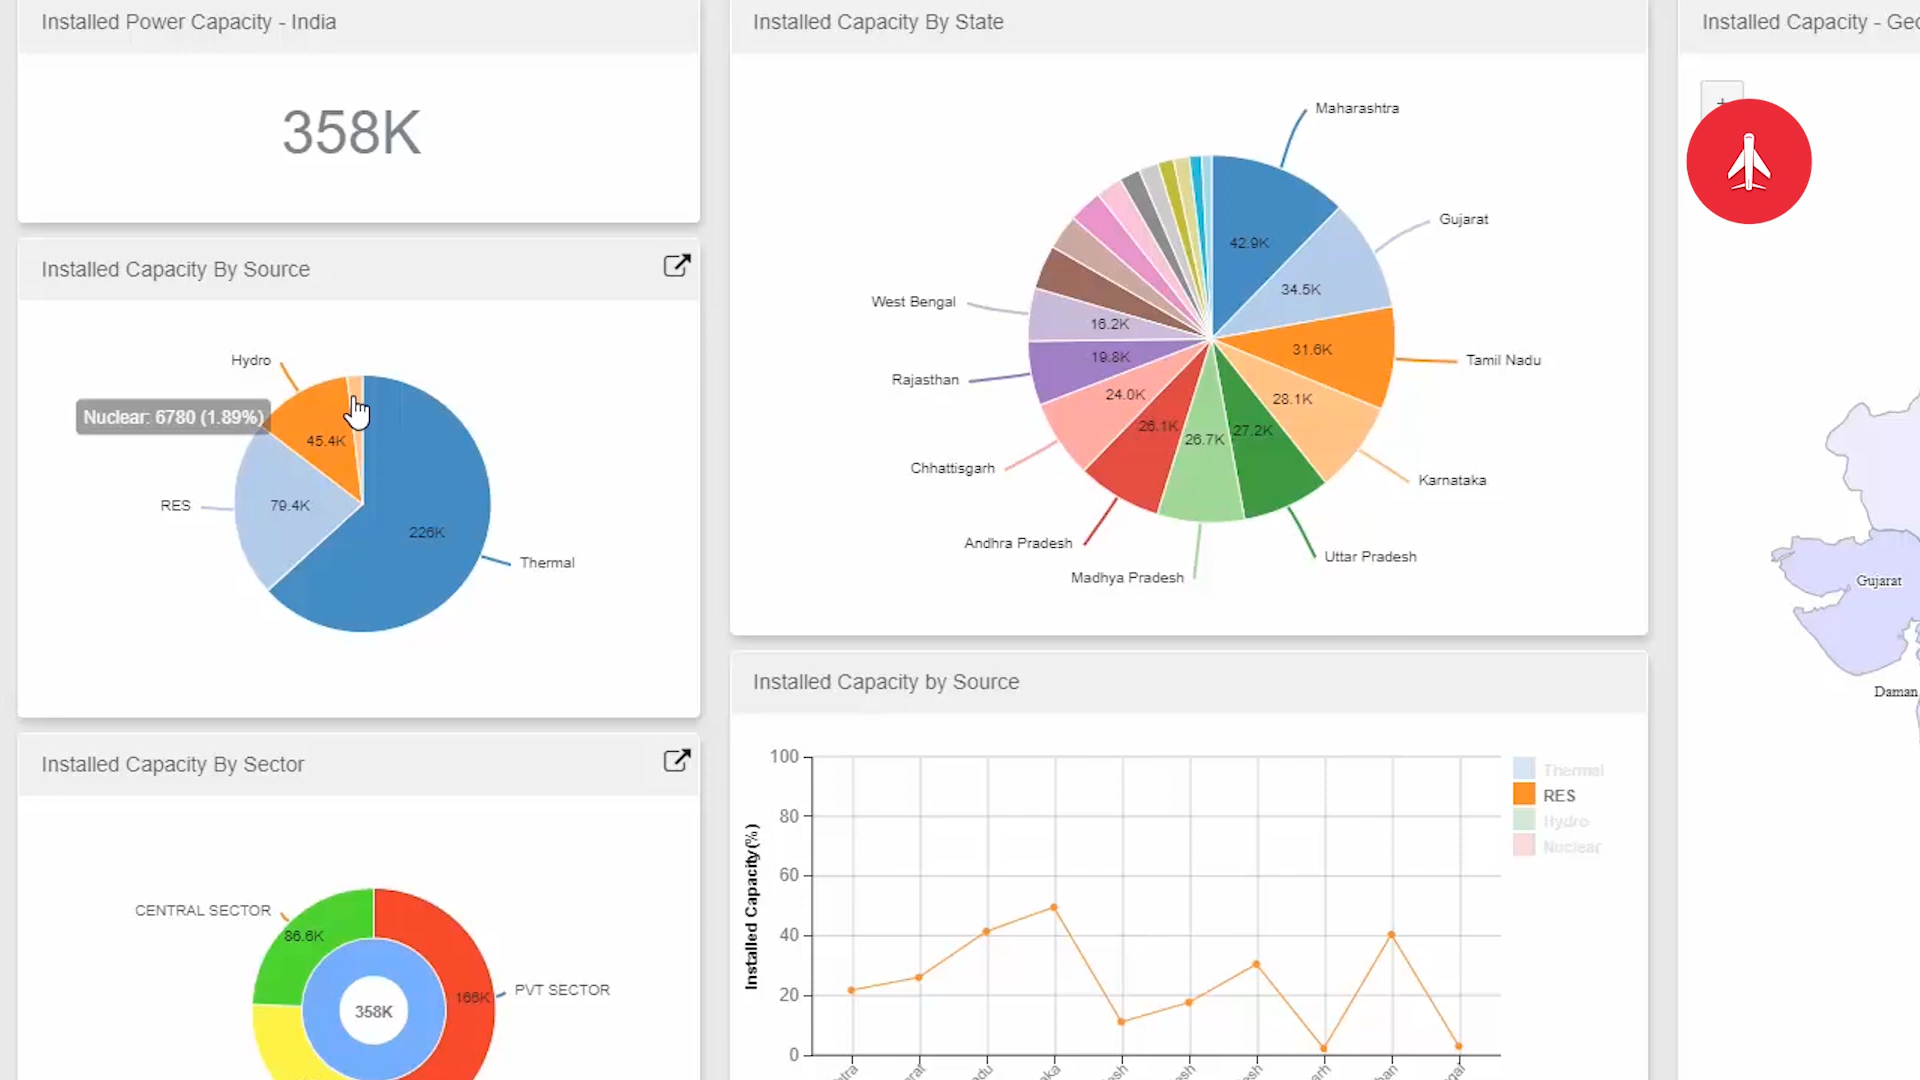 Installed Power Capacity - India
358K
Installed Capacity By Source
Hydro
Nuclear: 6780 (1.89%)
45.4K
RES
79.4K
226K
Thermal
Installed Capacity By Sector
CENTRAL SECTOR
86.6K
166K
PVT SECTOR
358K
Installed Capacity By State
Maharashtra
Gujarat
42.9K
34.5K
West Bengal
16.2K
31.6K
Tamil Nadu
19.8K
Rajasthan
24.0K
28.1K
26.1K
26.7K
27.2K
Chhattisgarh
Karnataka
Andhra Pradesh
Uttar Pradesh
Madhya Pradesh
Installed Capacity by Source
Installed Capacity(%)
100
80
60
40
20
0
Thermal
RES
Hydro
Nuclear
Installed Capacity - Geo
+
Gujarat
Daman